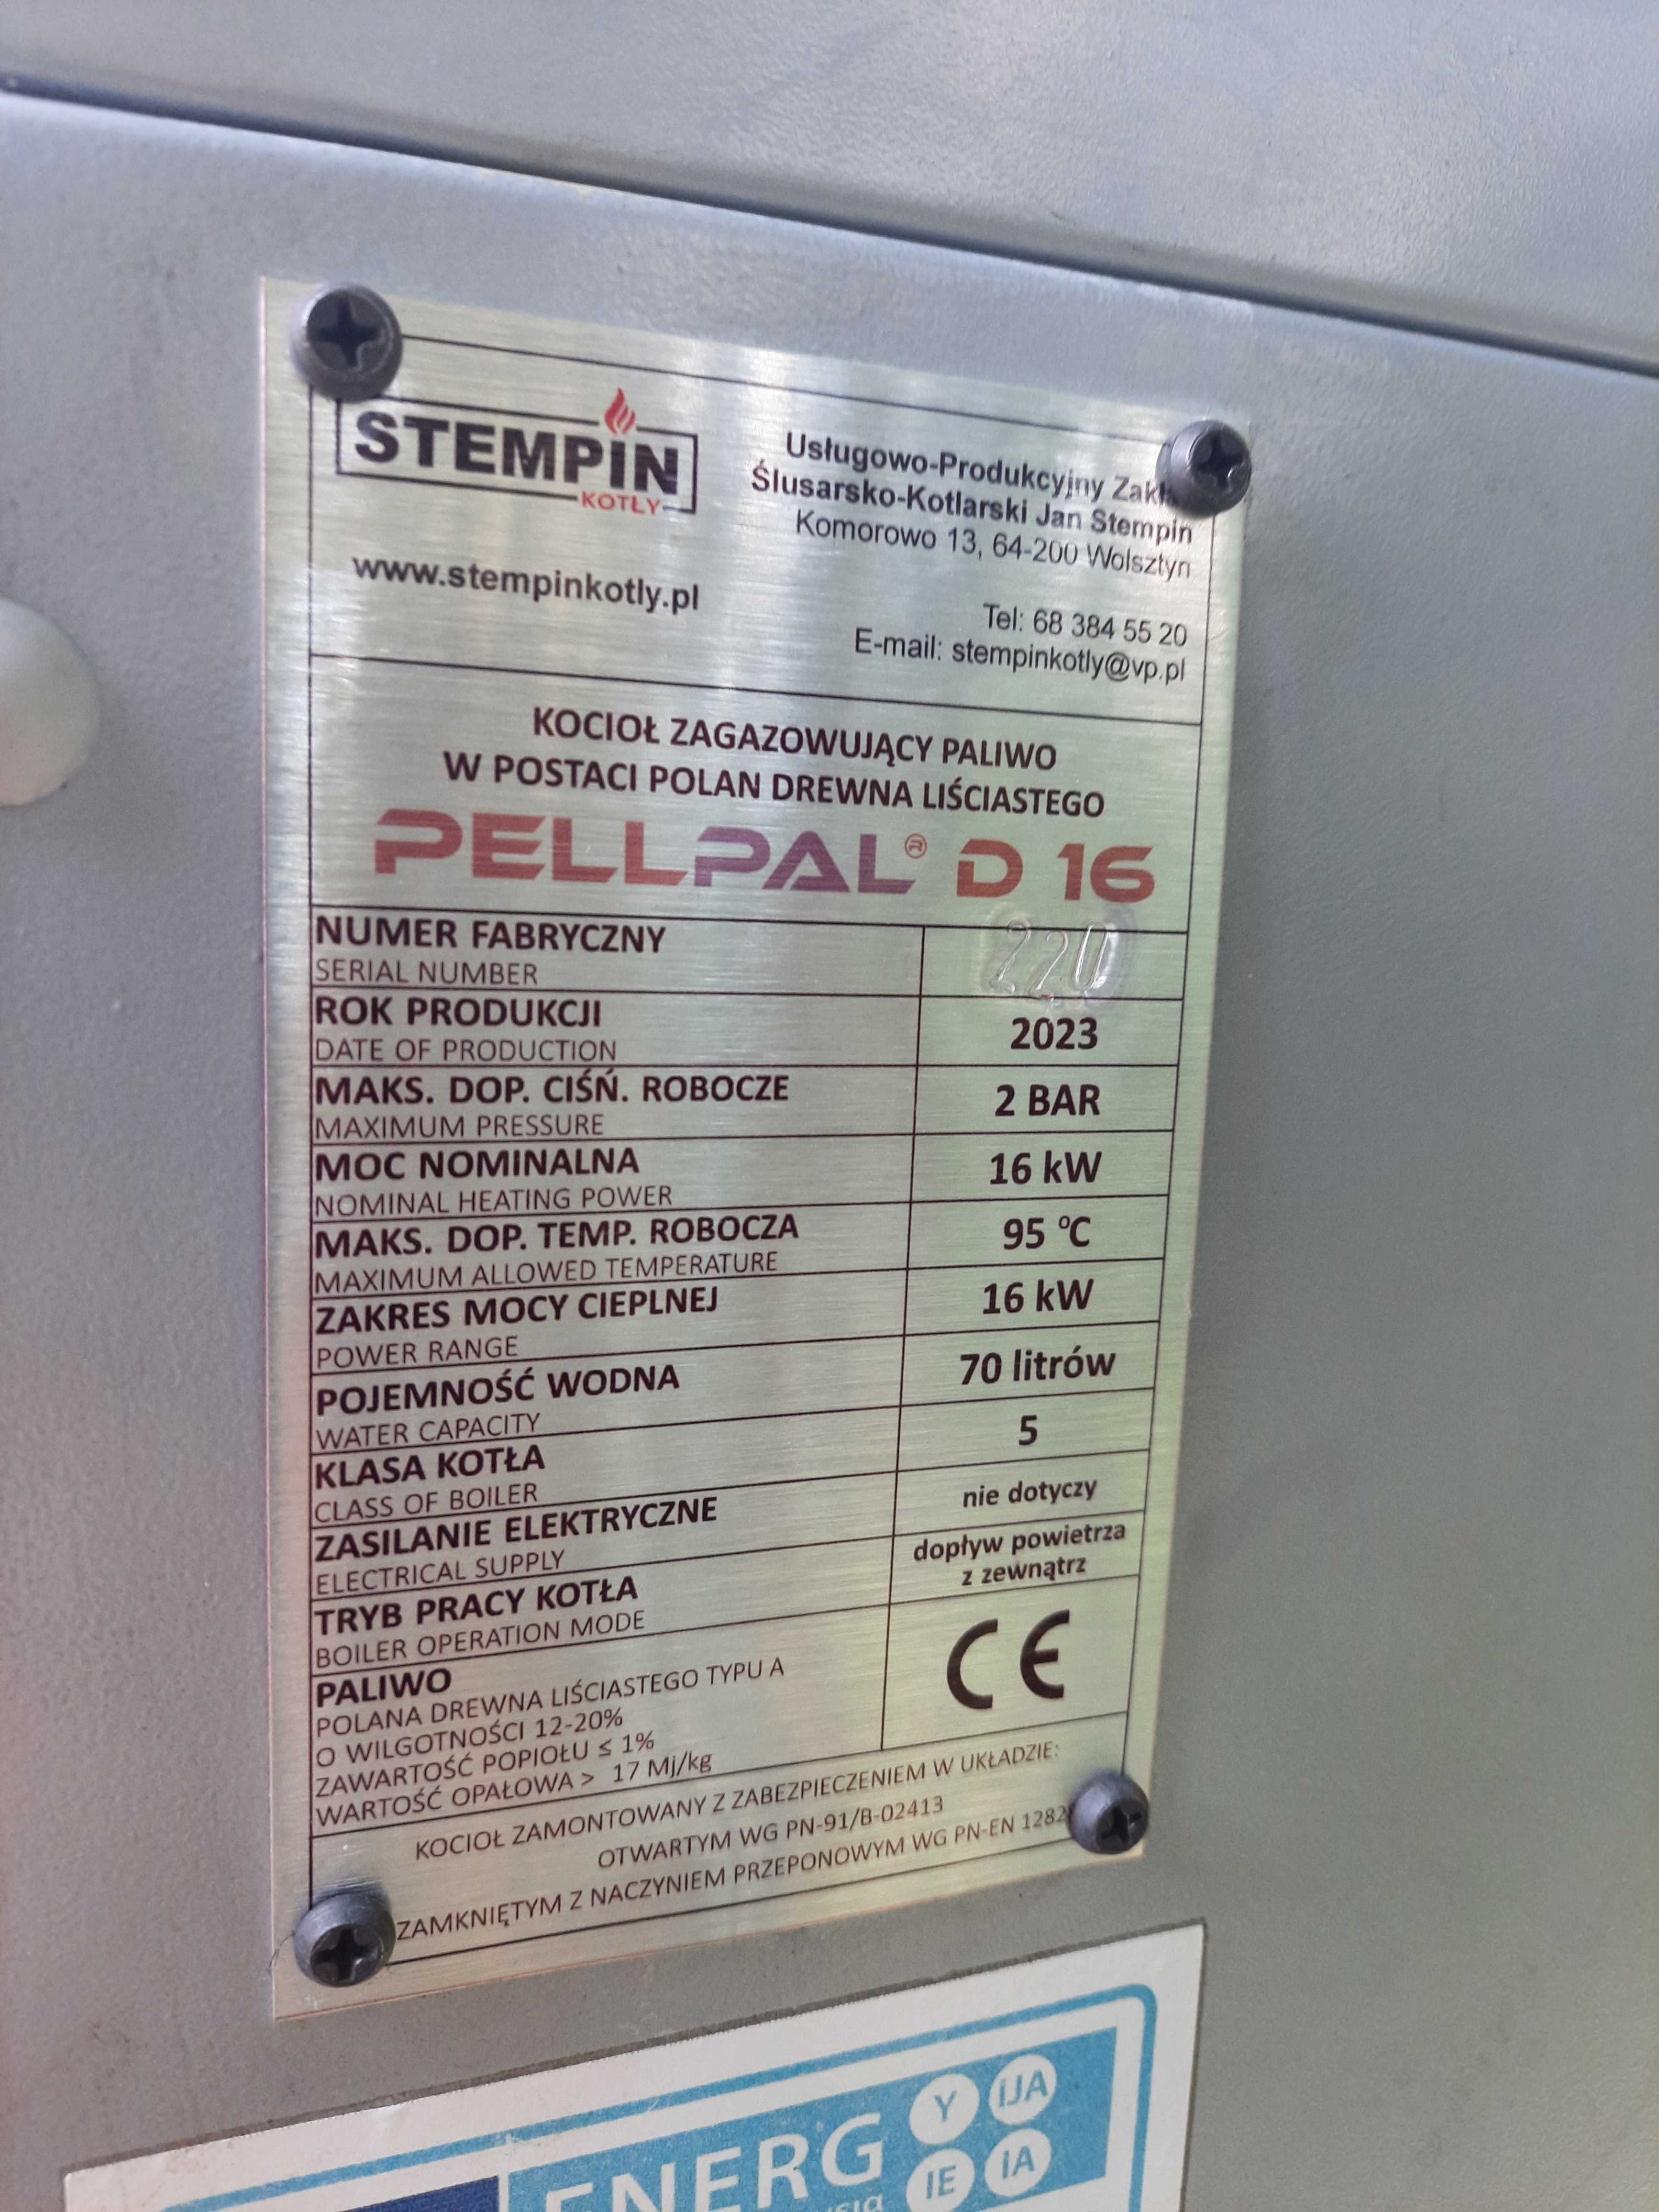 STEMPIN
KOTŁY
www.stempinkotly.pl
Usługowo-Produkcyjny
Ślusarsko-Kotlarski Jan Stempin
Komorowo 13, 64-200 Wolsztyn
Tel: 68 384 55 20
E-mail: stempinkotly@vp.pl
KOCIOŁ ZAGAZOWUJĄCY PALIWO
W POSTACI POLAN DREWNA LIŚCIASTEGO
PELLPAL® D 16
NUMER FABRYCZNY
SERIAL NUMBER
220
ROK PRODUKCJI
DATE OF PRODUCTION
2023
MAKS. DOP. CIŚŃ. ROBOCZE
MAXIMUM PRESSURE
2 BAR
MOC NOMINALNA
NOMINAL HEATING POWER
16 kW
MAKS. DOP. TEMP. ROBOCZA
MAXIMUM ALLOWED TEMPERATURE
95 °C
ZAKRES MOCY CIEPLNEJ
POWER RANGE
16 kW
POJEMNOŚĆ WODNA
WATER CAPACITY
70 litrów
KLASA KOTŁA
CLASS OF BOILER
5
ZASILANIE ELEKTRYCZNE
ELECTRICAL SUPPLY
nie dotyczy
TRYB PRACY KOTŁA
BOILER OPERATION MODE
dopływ powietrza
z zewnątrz
PALIWO
POLANA DREWNA LIŚCIASTEGO TYPU A
O WILGOTNOŚCI 12-20%
ZAWARTOŚĆ POPIOŁU ≤ 1%
WARTOŚĆ OPAŁOWA > 17 Mj/kg
CE
KOCIOŁ ZAMONTOWANY Z ZABEZPIECZENIEM W UKŁADZIE:
OTWARTYM WG PN-91/B-02413
ZAMKNIĘTYM Z NACZYNIEM PRZEPONOWYM WG PN-EN
ENERG
Y IJA
IE IA